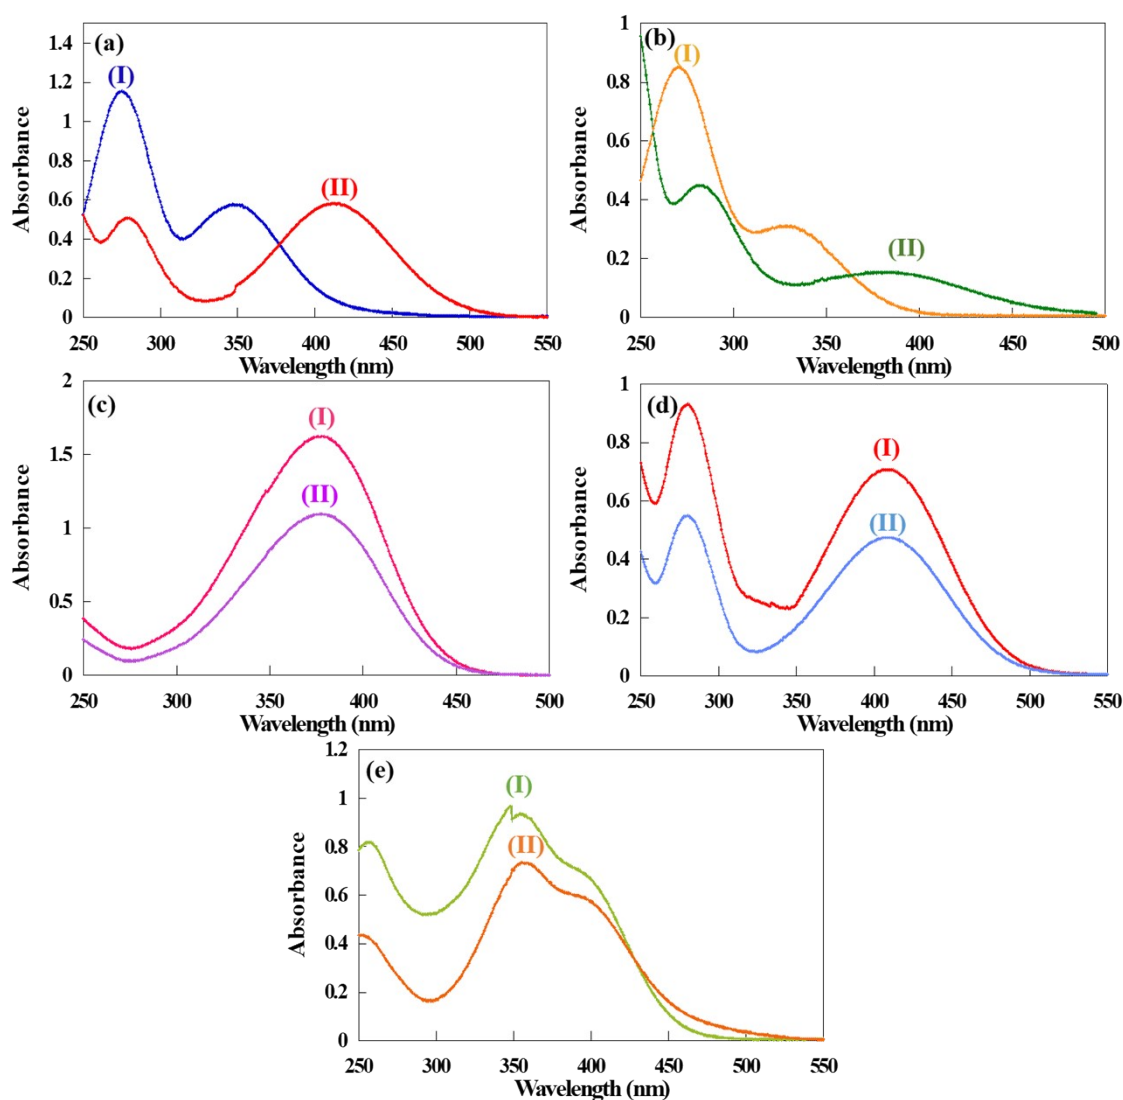 (a)
(I)
(II)
1.4
1.2
1
0.8
0.6
0.4
0.2
0
Absorbance
250 300 350 400 450 500 550
Wavelength (nm)
(b)
(I)
(II)
1
0.8
0.6
0.4
0.2
0
Absorbance
250 300 350 400 450 500
Wavelength (nm)
(c)
(I)
(II)
2
1.5
1
0.5
0
Absorbance
250 300 350 400 450 500
Wavelength (nm)
(d)
(I)
(II)
1
0.8
0.6
0.4
0.2
0
Absorbance
250 300 350 400 450 500 550
Wavelength (nm)
(e)
(I)
(II)
1.2
1
0.8
0.6
0.4
0.2
0
Absorbance
250 300 350 400 450 500 550
Wavelength (nm)